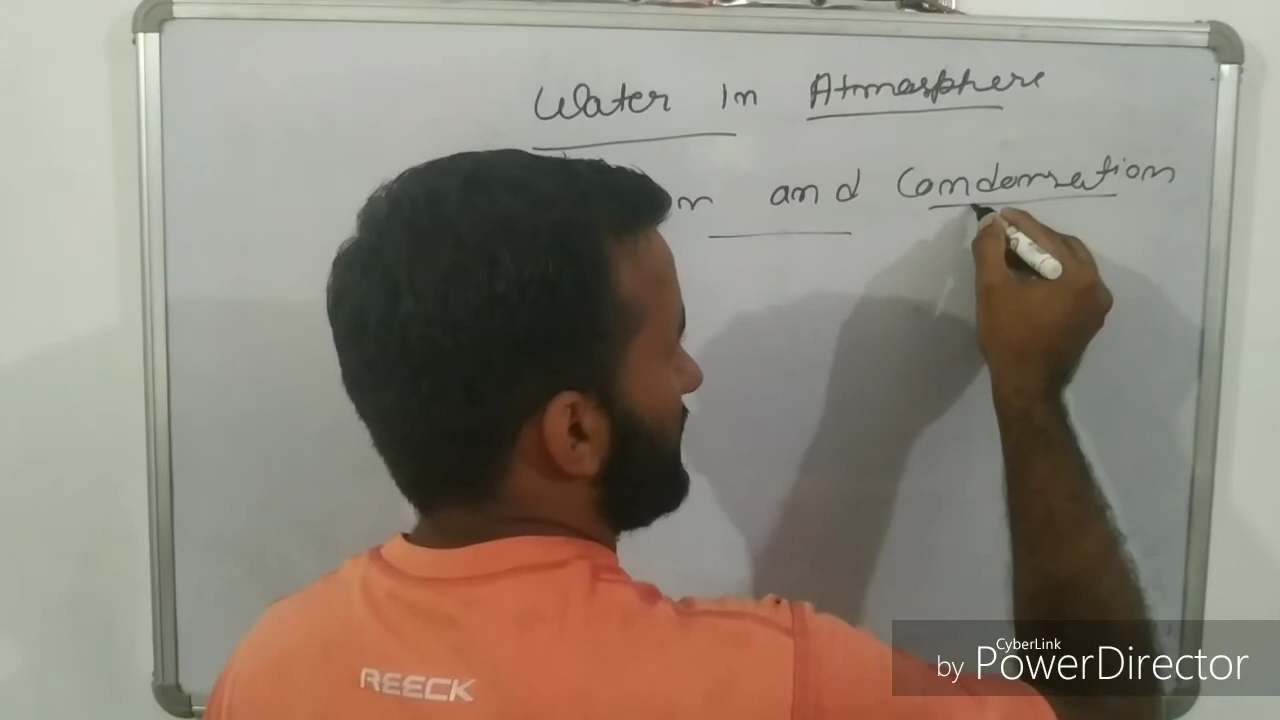 Water in Atmosphere
and Condensation
REECK
CyberLink
by PowerDirector